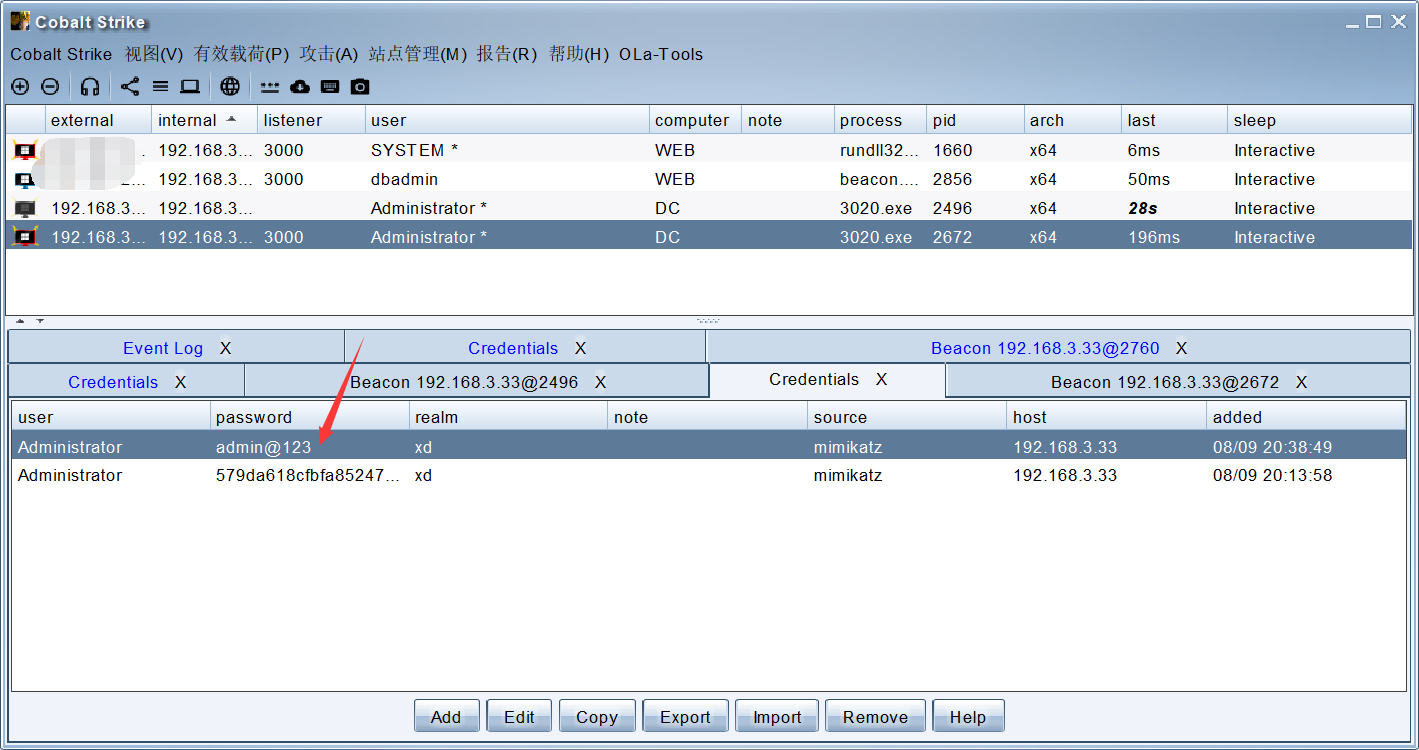 Cobalt Strike
Cobalt Strike 视图(V) 有效载荷(P) 攻击(A) 站点管理(M) 报告(R) 帮助(H) OLa-Tools
external internal listener user computer note process pid arch last sleep
192.168.3... 3000 SYSTEM * WEB rundll32... 1660 x64 6ms Interactive
192.168.3... 3000 dbadmin WEB beacon.... 2856 x64 50ms Interactive
192.168.3... 192.168.3... Administrator * DC 3020.exe 2496 x64 28s Interactive
192.168.3... 192.168.3... 3000 Administrator * DC 3020.exe 2672 x64 196ms Interactive
Event Log X Credentials X Beacon 192.168.3.33@2760 X
Credentials X Beacon 192.168.3.33@2496 X Credentials X Beacon 192.168.3.33@2672 X
user password realm note source host added
Administrator admin@123 xd mimikatz 192.168.3.33 08/09 20:38:49
Administrator 579da618cfbfa85247... xd mimikatz 192.168.3.33 08/09 20:13:58
Add Edit Copy Export Import Remove Help